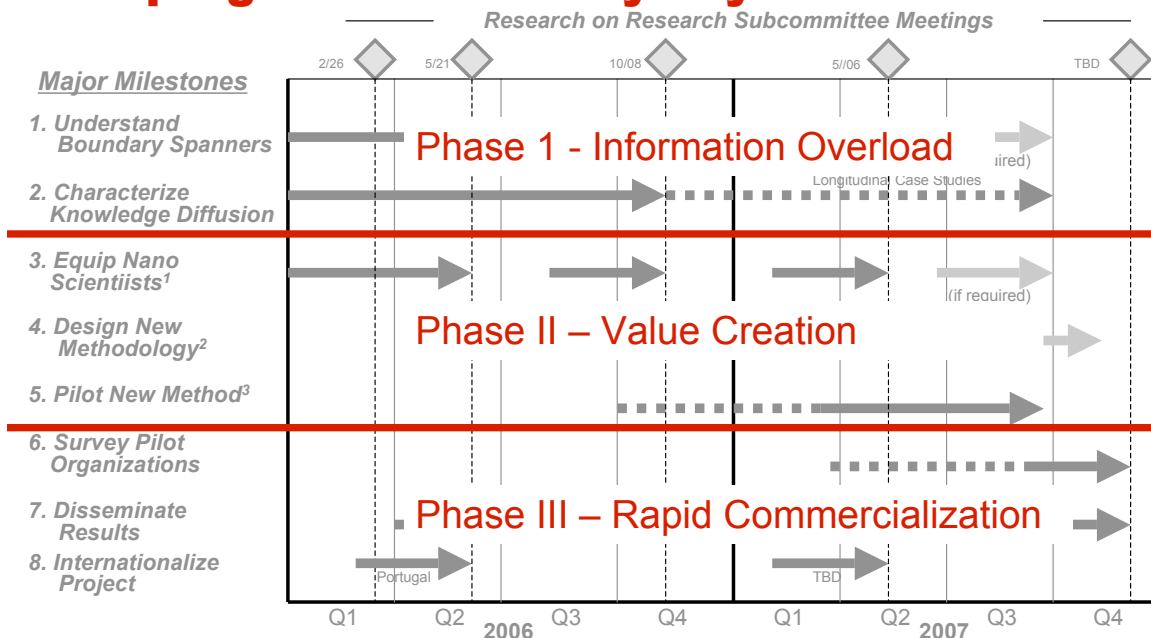 Research on Research Subcommittee Meetings
2/26
5/21
10/08
5//06
TBD
Major Milestones
1. Understand
Boundary Spanners
Phase 1 - Information Overload
uired)
Longitudinal Case Studies
2. Characterize
Knowledge Diffusion
3. Equip Nano
Scientiists¹
(if required)
4. Design New
Methodology²
Phase II – Value Creation
5. Pilot New Method³
6. Survey Pilot
Organizations
7. Disseminate
Results
Phase III – Rapid Commercialization
8. Internationalize
Project
Portugal
TBD
Q1 Q2 Q3 Q4 Q1 Q2 Q3 Q4
2006 2007